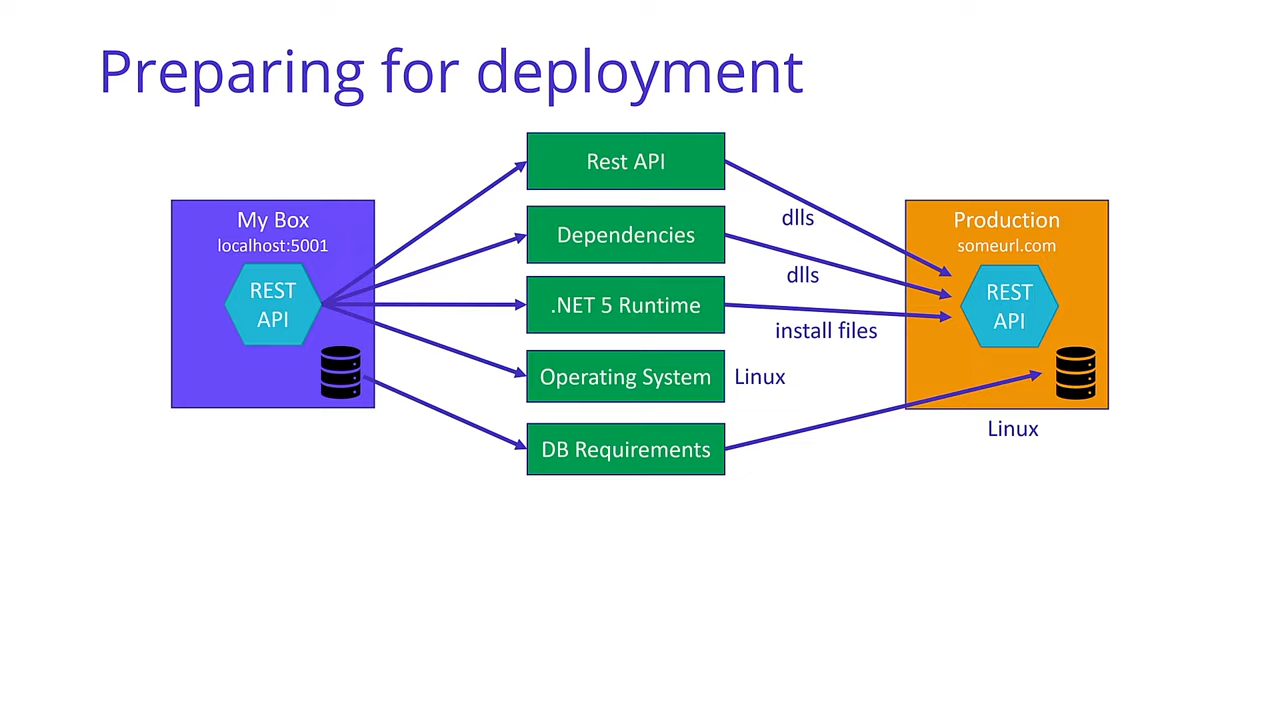 Preparing for deployment
My Box
localhost:5001
REST
API
Rest API
Dependencies
.NET 5 Runtime
Operating System
DB Requirements
dlls
dlls
install files
Linux
Production
someurl.com
REST
API
Linux